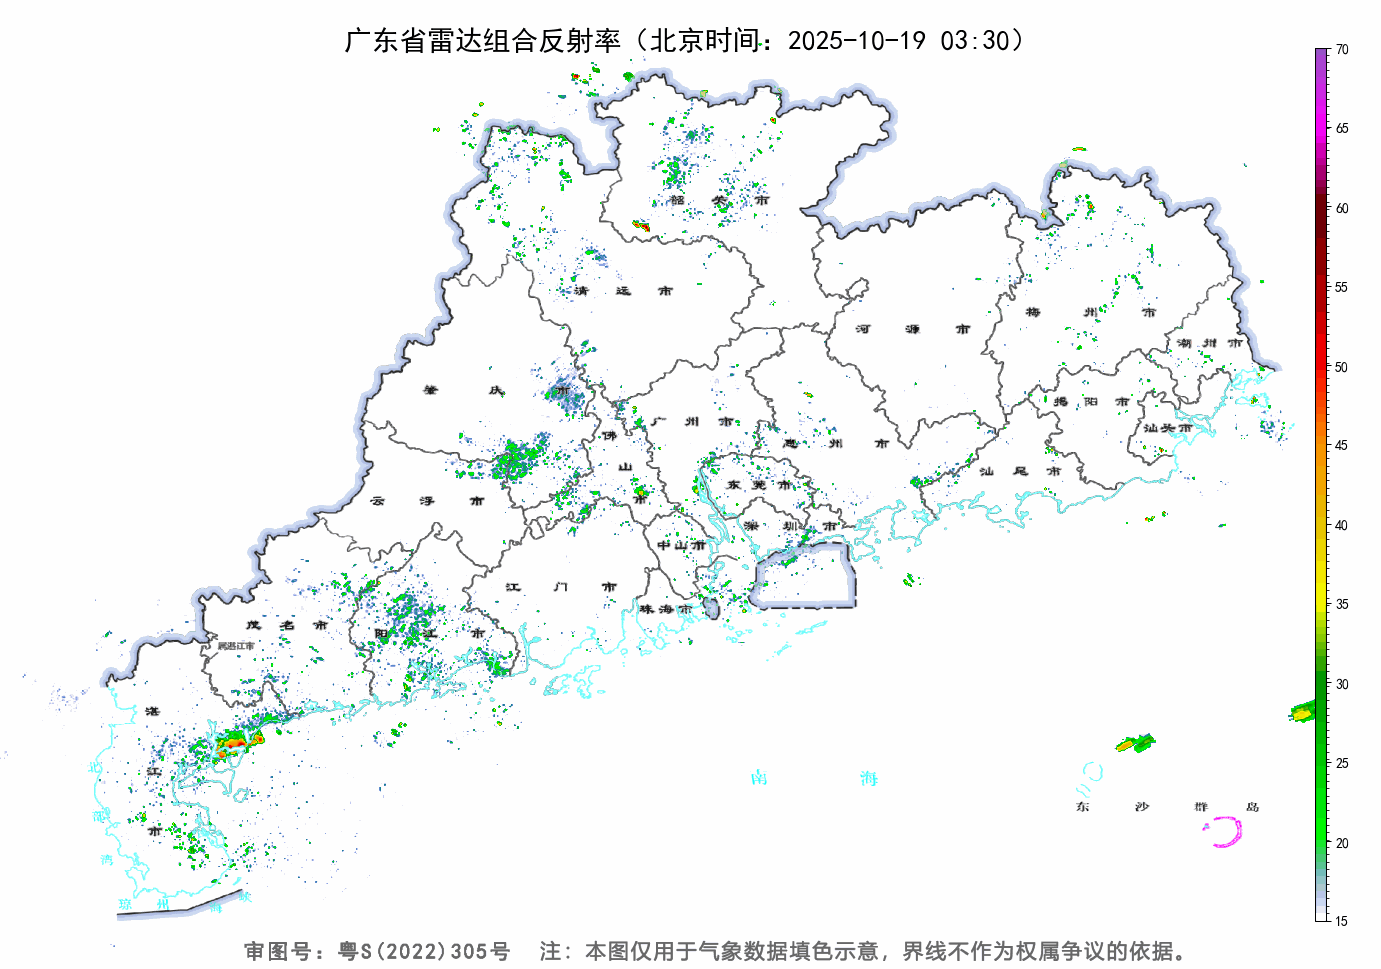 广东省雷达组合反射率（北京时间：2025-10-19 03:30）
70
65
60
55
50
45
40
35
30
25
20
15
韶关市
清远市
河源市
梅州市
潮州市
肇庆市
揭阳市
广州市
汕头市
佛山市
惠州市
汕尾市
东莞市
云浮市
深圳市
中山市
江门市
珠海市
茂名市
阳江市
属湛江市
湛江市
南海
东沙群岛
北部湾
琼州海峡
审图号：粤S(2022)305号 注：本图仅用于气象数据填色示意，界线不作为权属争议的依据。